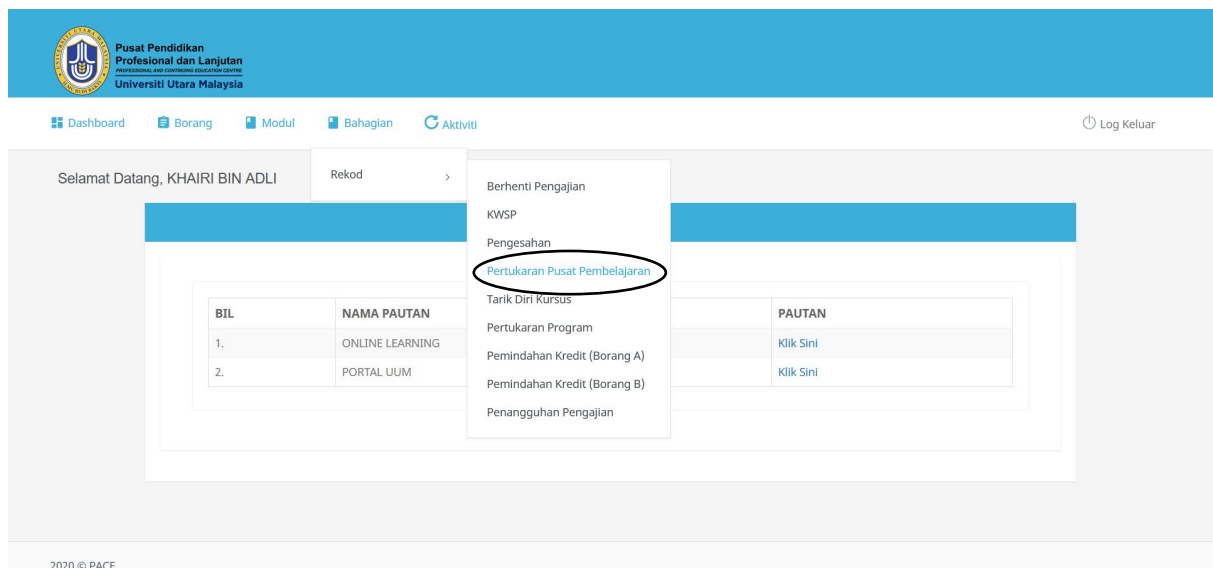 Pusat Pendidikan
Profesional dan Lanjutan
PROFESSIONAL AND CONTINUING EDUCATION CENTRE
Universiti Utara Malaysia
Dashboard Borang Modul Bahagian Aktiviti Log Keluar
Selamat Datang, KHAIRI BIN ADLI
Rekod
Berhenti Pengajian
KWSP
Pengesahan
Pertukaran Pusat Pembelajaran
Tarik Diri Kursus
Pertukaran Program
Pemindahan Kredit (Borang A)
Pemindahan Kredit (Borang B)
Penangguhan Pengajian
BIL NAMA PAUTAN PAUTAN
1. ONLINE LEARNING Klik Sini
2. PORTAL UUM Klik Sini
2020 © PACE